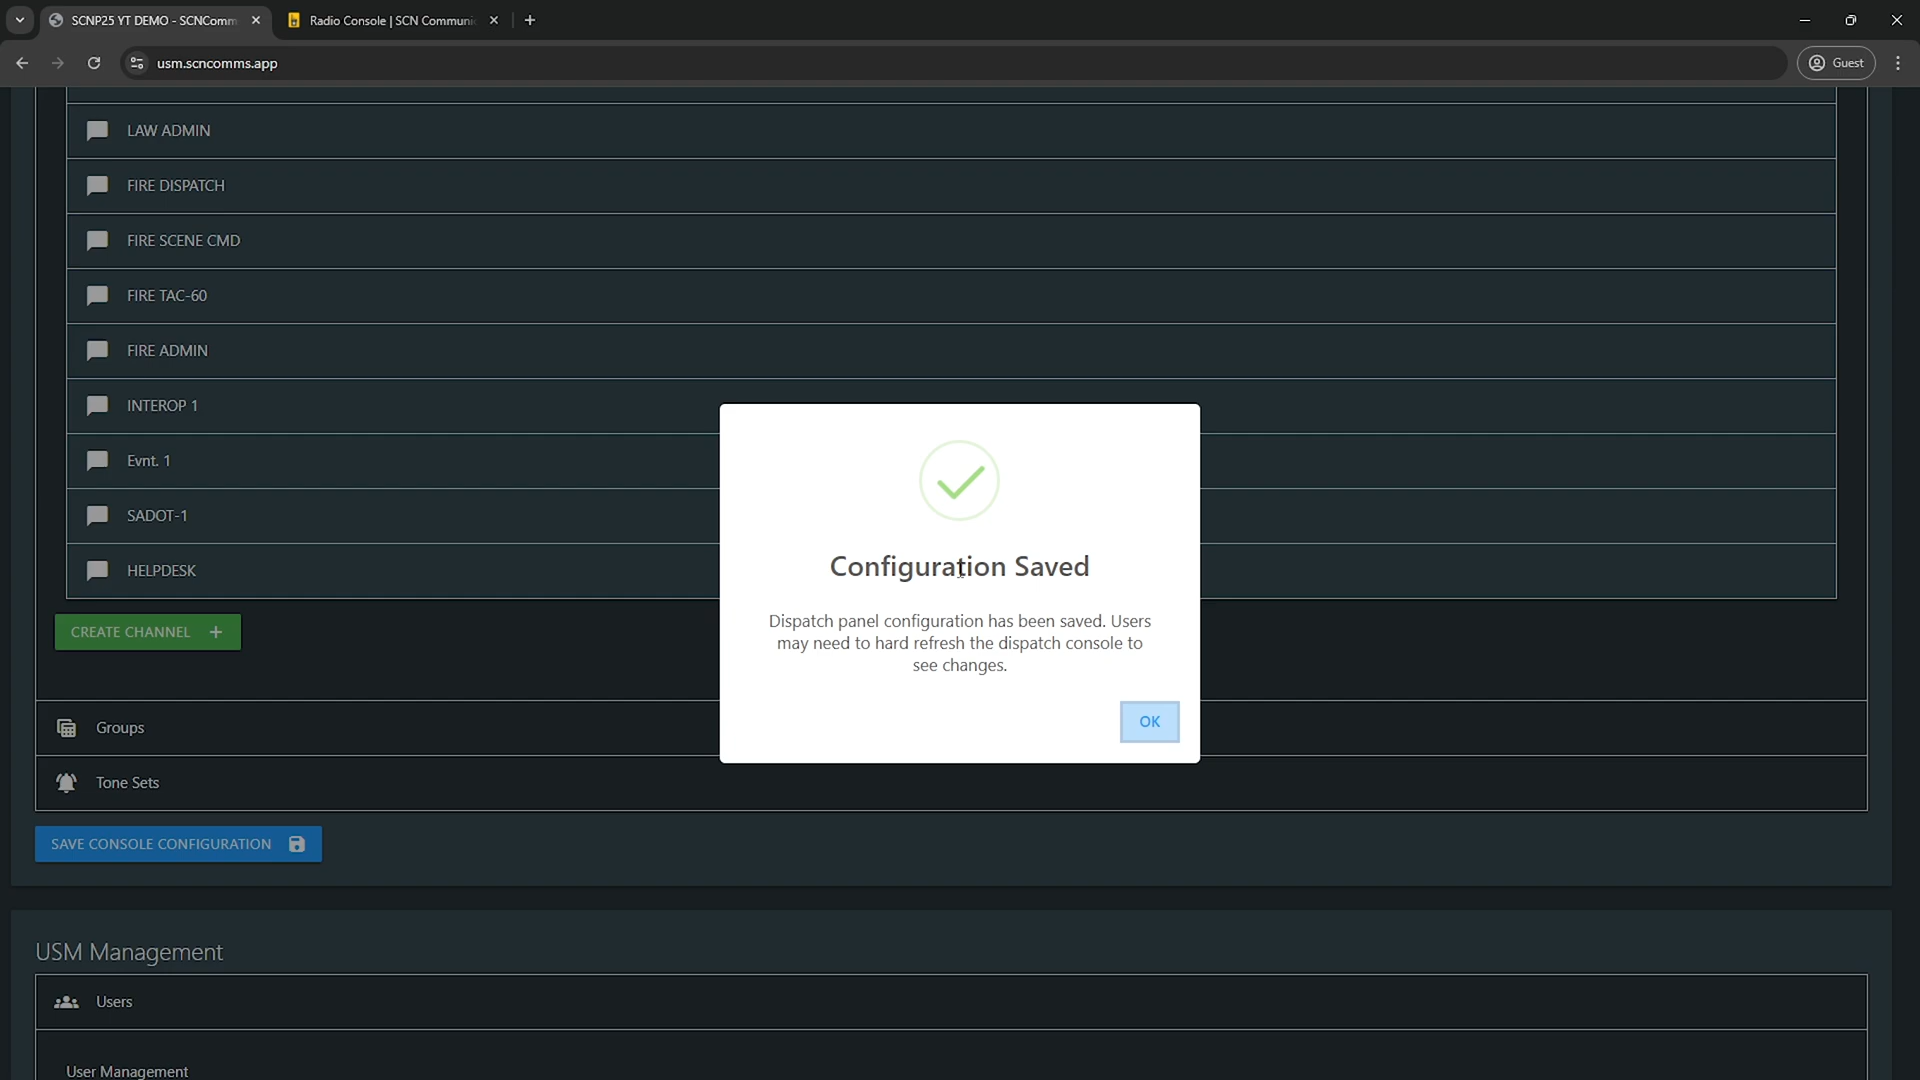 SCNP25 YT DEMO - SCNComm
Radio Console | SCN Communi
usm.scncomms.app
Guest
LAW ADMIN
FIRE DISPATCH
FIRE SCENE CMD
FIRE TAC-60
FIRE ADMIN
INTEROP 1
Evnt. 1
SADOT-1
HELPDESK
CREATE CHANNEL
Configuration Saved
Dispatch panel configuration has been saved. Users
may need to hard refresh the dispatch console to
see changes.
OK
Groups
Tone Sets
SAVE CONSOLE CONFIGURATION
USM Management
Users
User Management